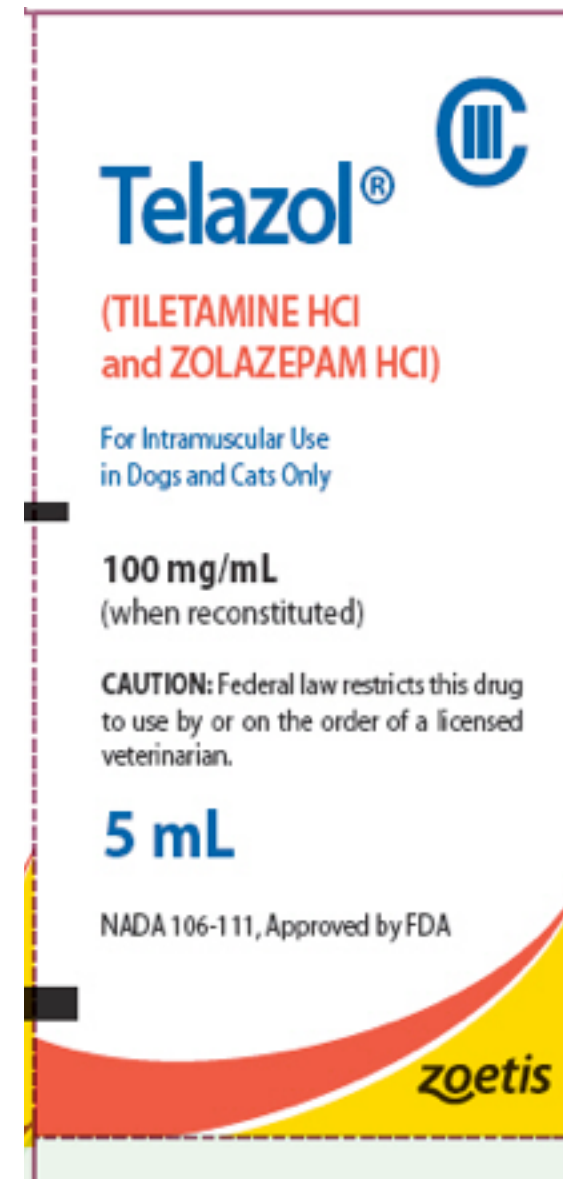 CIII
Telazol®
(TILETAMINE HCl
and ZOLAZEPAM HCl)
For Intramuscular Use
in Dogs and Cats Only
100 mg/mL
(when reconstituted)
CAUTION: Federal law restricts this drug
to use by or on the order of a licensed
veterinarian.
5 mL
NADA 106-111, Approved by FDA
zoetis